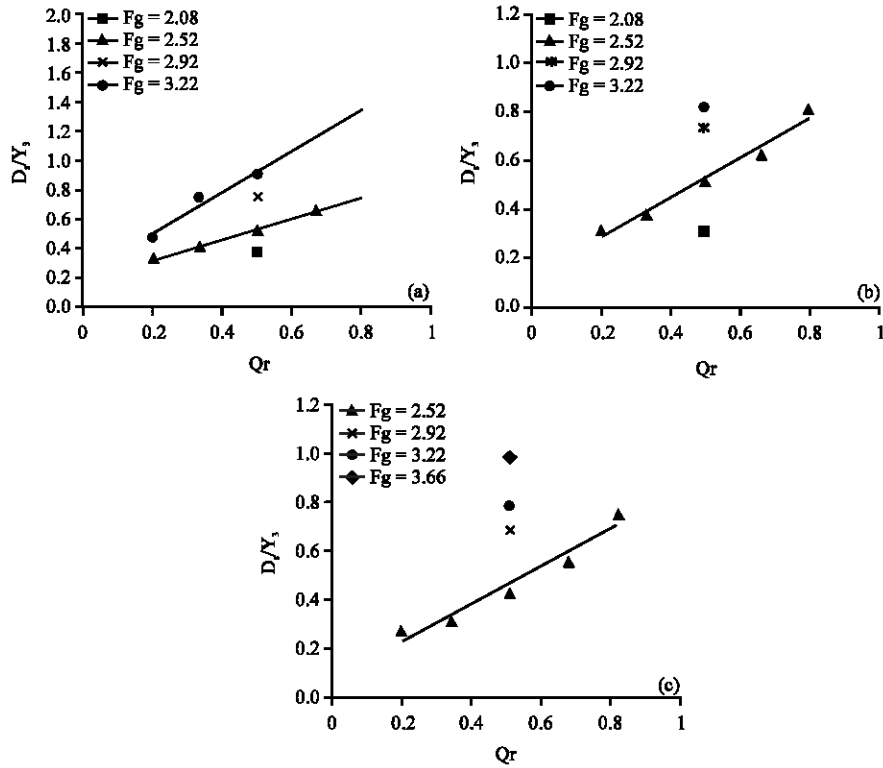 2.0
1.8
1.6
1.4
1.2
1.0
0.8
0.6
0.4
0.2
0.0
Fg = 2.08
Fg = 2.52
Fg = 2.92
Fg = 3.22
(a)
0 0.2 0.4 0.6 0.8 1
Qr
1.2
1.0
0.8
0.6
0.4
0.2
0.0
Fg = 2.08
Fg = 2.52
Fg = 2.92
Fg = 3.22
(b)
0 0.2 0.4 0.6 0.8 1
Qr
1.2
1.0
0.8
0.6
0.4
0.2
0.0
Fg = 2.52
Fg = 2.92
Fg = 3.22
Fg = 3.66
(c)
0 0.2 0.4 0.6 0.8 1
Qr